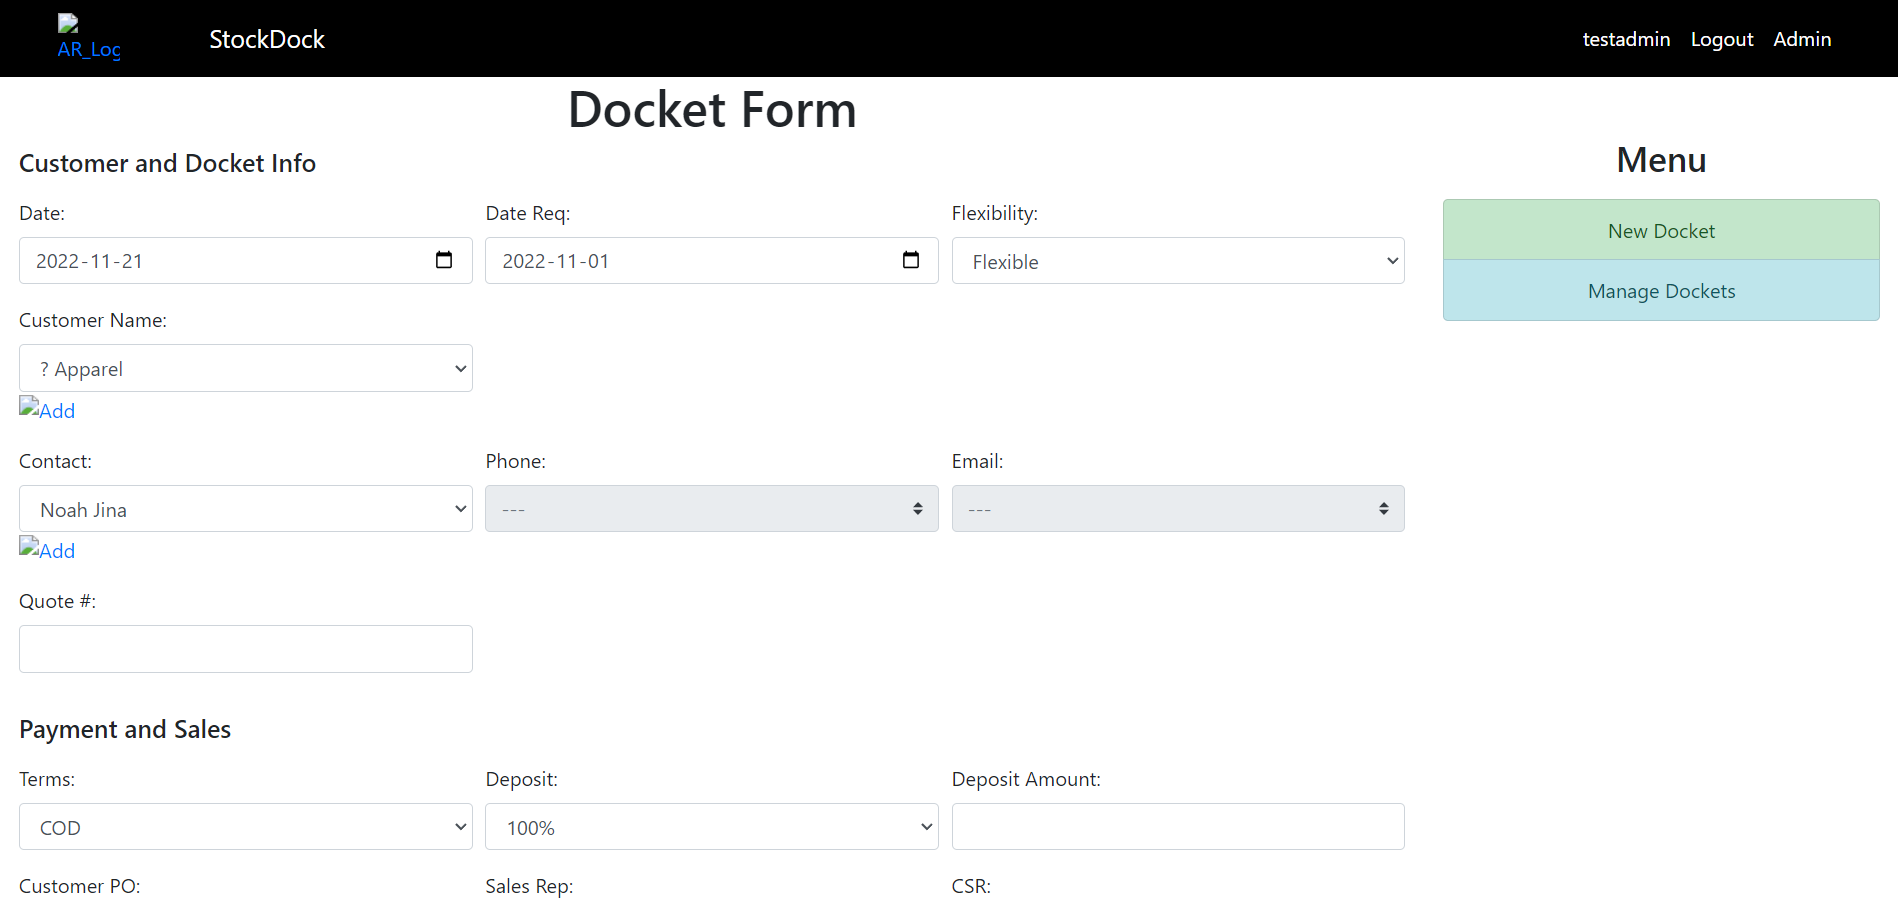 AR_Log
StockDock
testadmin Logout Admin
Docket Form
Customer and Docket Info
Menu
Date: Date Req: Flexibility:
2022-11-21 2022-11-01 Flexible
New Docket
Manage Dockets
Customer Name:
? Apparel
Add
Contact: Phone: Email:
Noah Jina --- ---
Add
Quote #:
Payment and Sales
Terms: Deposit: Deposit Amount:
COD 100%
Customer PO: Sales Rep: CSR: